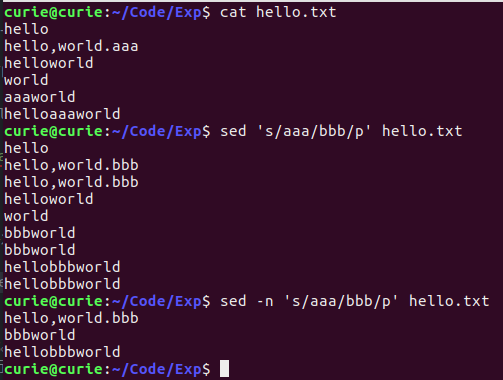 curie@curie:~/Code/Exp$ cat hello.txt
hello
hello,world.aaa
helloworld
world
aaaworld
helloaaaworld
curie@curie:~/Code/Exp$ sed 's/aaa/bbb/p' hello.txt
hello
hello,world.bbb
hello,world.bbb
helloworld
world
bbbworld
bbbworld
hellobbbworld
hellobbbworld
curie@curie:~/Code/Exp$ sed -n 's/aaa/bbb/p' hello.txt
hello,world.bbb
bbbworld
hellobbbworld
curie@curie:~/Code/Exp$